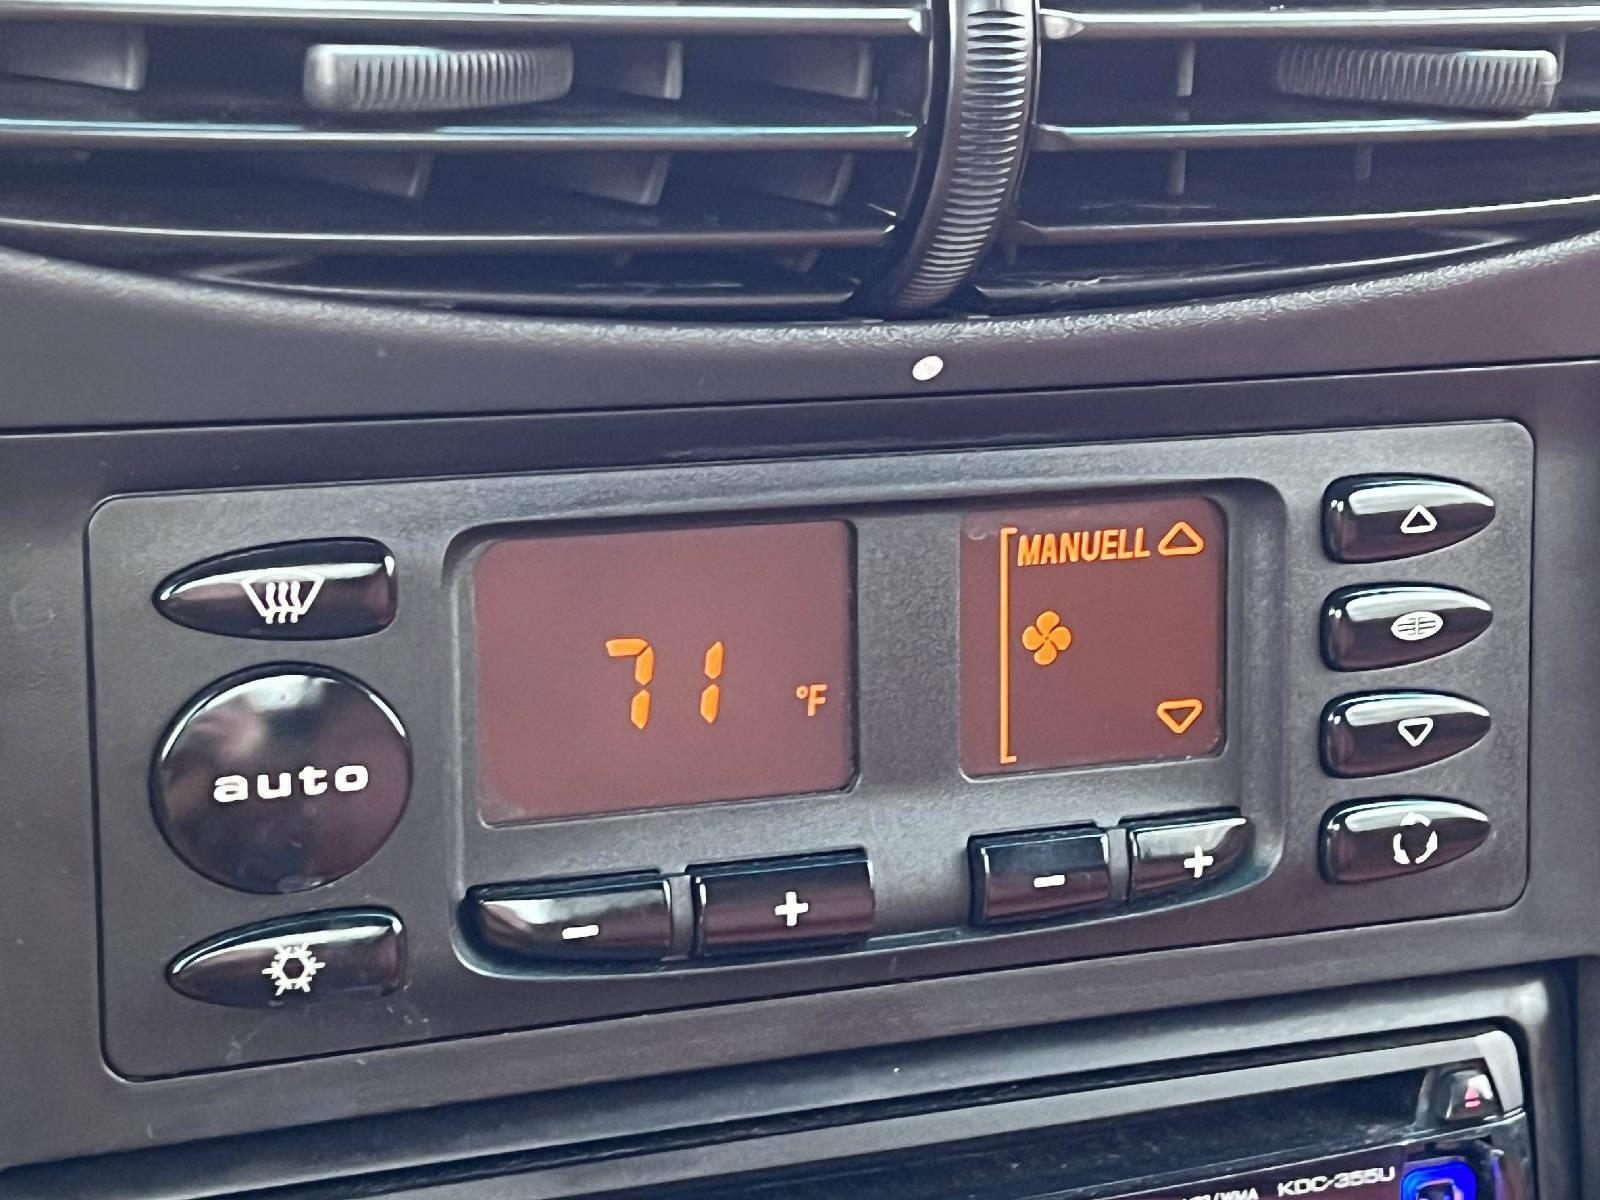 MANUELL
71 °F
auto
- +
- +
KDC-355U